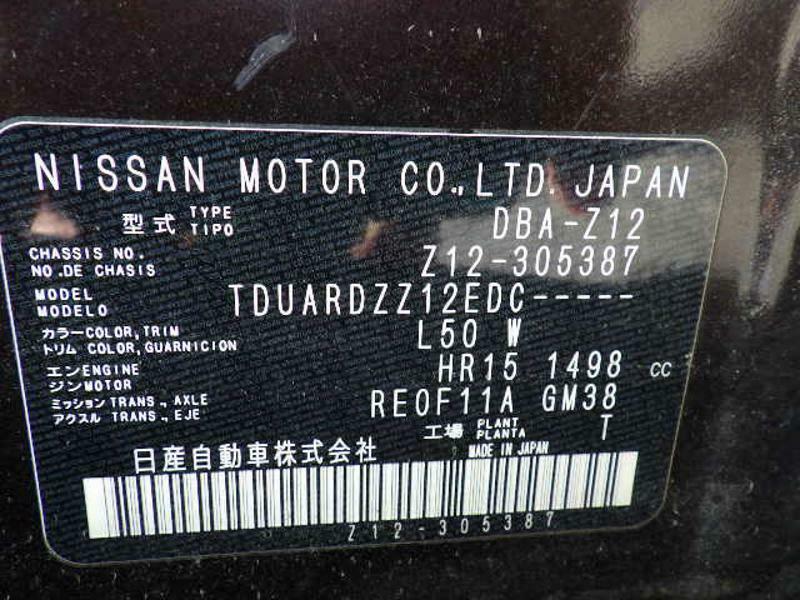 NISSAN MOTOR CO.,LTD. JAPAN
型式 TYPE TIPO DBA-Z12
CHASSIS NO.
NO.DE CHASIS Z12-305387
MODEL
MODELO TDUARDZZ12EDC-----
カラーCOLOR,TRIM
トリム COLOR,GUARNICION L50 W
エンENGINE
ジンMOTOR HR15 1498 cc
ミッションTRANS., AXLE
アクスル TRANS., EJE RE0F11A GM38
工場 PLANT PLANTA T
日産自動車株式会社 MADE IN JAPAN
Z12-305387